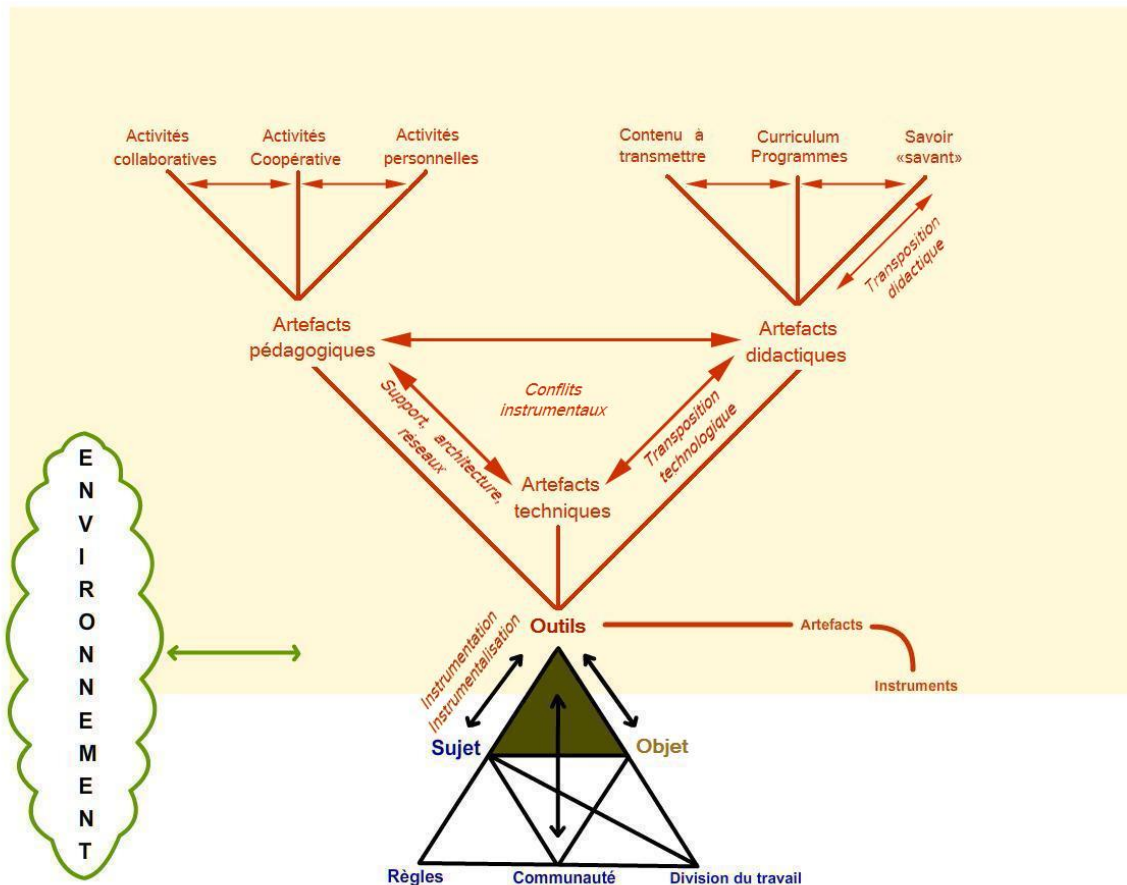 Activités
collaboratives
Activités
Coopérative
Activités
personnelles
Contenu à
transmettre
Curriculum
Programmes
Savoir
«savant»
Transposition
didactique
Artefacts
pédagogiques
Artefacts
didactiques
Conflits
instrumentaux
Support, architecture,
réseaux
Transposition
technologique
Artefacts
techniques
ENVIRONNEMENT
Outils
Artefacts
Instruments
Instrumentation
Instrumentalisation
Sujet
Objet
Règles
Communauté
Division du travail